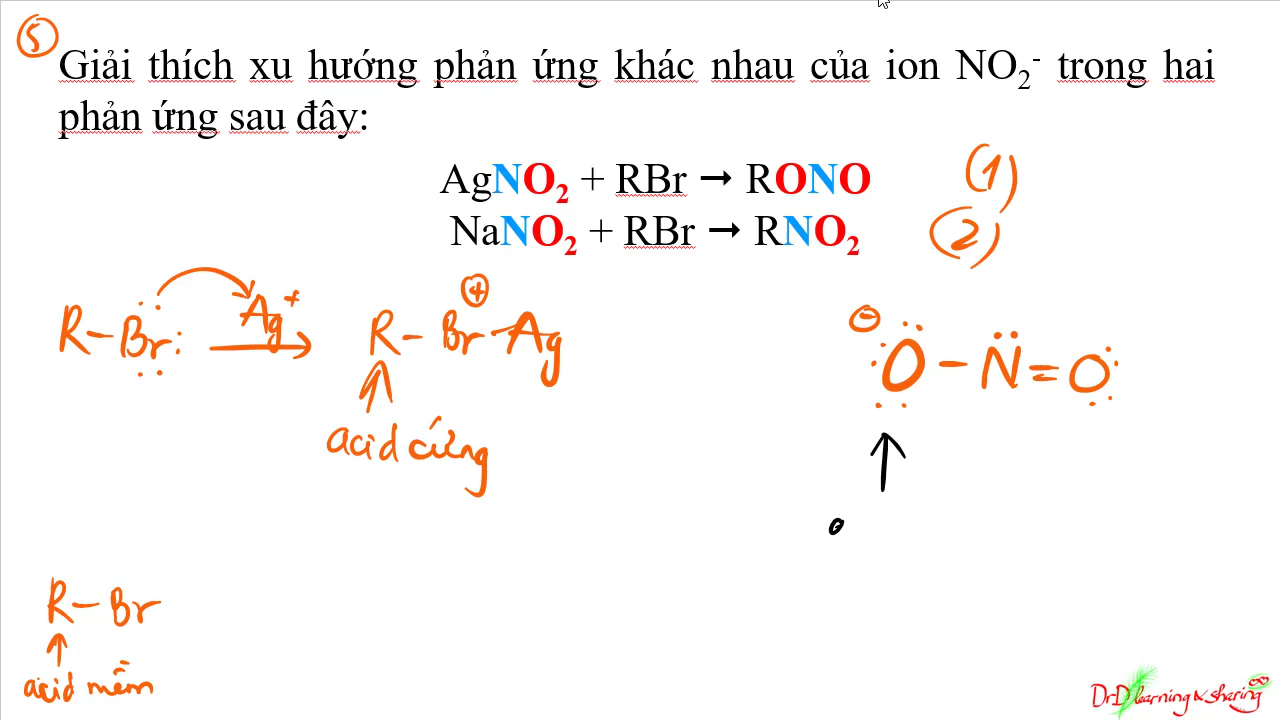 5
Giải thích xu hướng phản ứng khác nhau của ion NO₂⁻ trong hai
phản ứng sau đây:
AgNO₂ + RBr → RONO (1)
NaNO₂ + RBr → RNO₂ (2)
R – Br Ag⁺ R – Br – Ag ⊕
acid cứng
⊖ O – N = O
R – Br
acid mềm
DrD learning & sharing